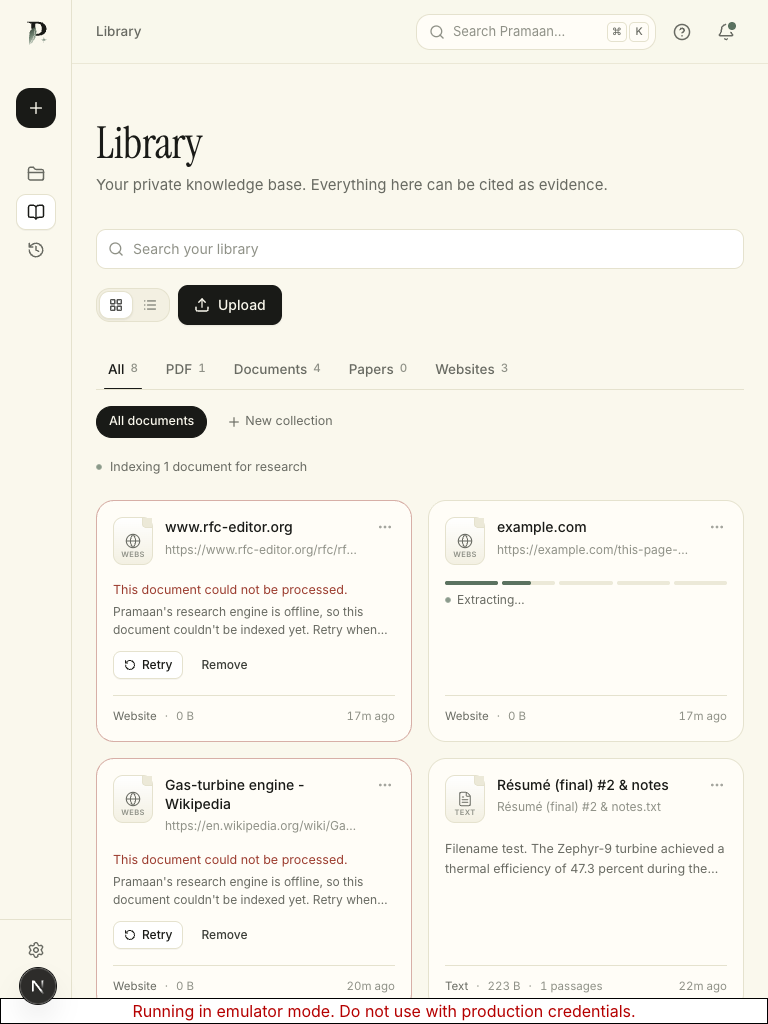 P
Library
Search Pramaan...
⌘ K
Library
Your private knowledge base. Everything here can be cited as evidence.
Search your library
Upload
All 8 PDF 1 Documents 4 Papers 0 Websites 3
All documents
New collection
Indexing 1 document for research
WEBS
www.rfc-editor.org
https://www.rfc-editor.org/rfc/rf...
This document could not be processed.
Pramaan's research engine is offline, so this
document couldn't be indexed yet. Retry when...
Retry Remove
Website · 0 B 17m ago
WEBS
example.com
https://example.com/this-page-...
Extracting...
Website · 0 B 17m ago
WEBS
Gas-turbine engine -
Wikipedia
https://en.wikipedia.org/wiki/Ga...
This document could not be processed.
Pramaan's research engine is offline, so this
document couldn't be indexed yet. Retry when...
Retry Remove
Website · 0 B 20m ago
TEXT
Résumé (final) #2 & notes
Résumé (final) #2 & notes.txt
Filename test. The Zephyr-9 turbine achieved a
thermal efficiency of 47.3 percent during the...
Text · 223 B · 1 passages 22m ago
N
Running in emulator mode. Do not use with production credentials.